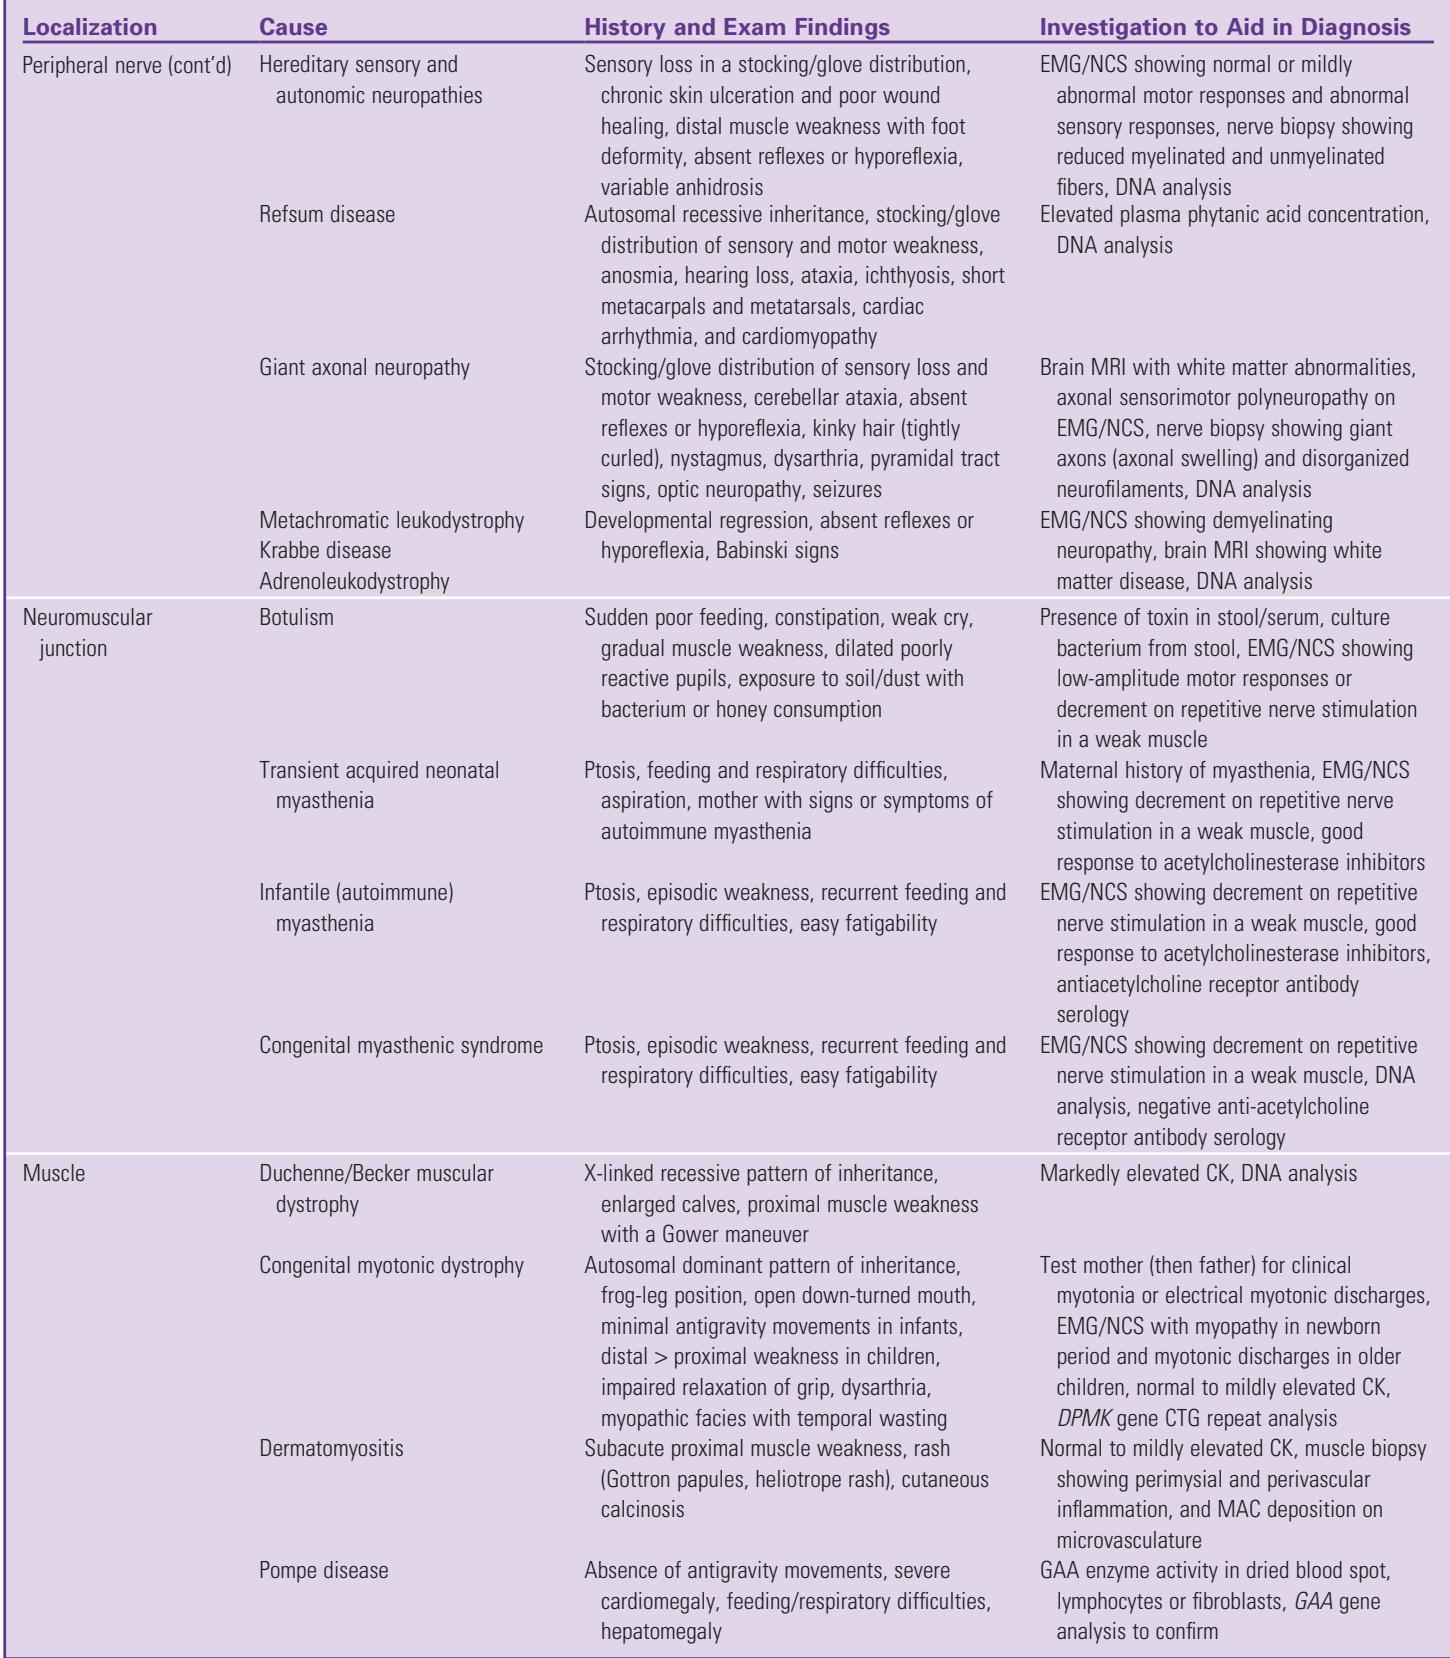 Localization Cause History and Exam Findings Investigation to Aid in Diagnosis
Peripheral nerve (cont'd)
Hereditary sensory and
autonomic neuropathies
Sensory loss in a stocking/glove distribution,
chronic skin ulceration and poor wound
healing, distal muscle weakness with foot
deformity, absent reflexes or hyporeflexia,
variable anhidrosis
EMG/NCS showing normal or mildly
abnormal motor responses and abnormal
sensory responses, nerve biopsy showing
reduced myelinated and unmyelinated
fibers, DNA analysis
Refsum disease
Autosomal recessive inheritance, stocking/glove
distribution of sensory and motor weakness,
anosmia, hearing loss, ataxia, ichthyosis, short
metacarpals and metatarsals, cardiac
arrhythmia, and cardiomyopathy
Elevated plasma phytanic acid concentration,
DNA analysis
Giant axonal neuropathy
Stocking/glove distribution of sensory loss and
motor weakness, cerebellar ataxia, absent
reflexes or hyporeflexia, kinky hair (tightly
curled), nystagmus, dysarthria, pyramidal tract
signs, optic neuropathy, seizures
Brain MRI with white matter abnormalities,
axonal sensorimotor polyneuropathy on
EMG/NCS, nerve biopsy showing giant
axons (axonal swelling) and disorganized
neurofilaments, DNA analysis
Metachromatic leukodystrophy
Krabbe disease
Adrenoleukodystrophy
Developmental regression, absent reflexes or
hyporeflexia, Babinski signs
EMG/NCS showing demyelinating
neuropathy, brain MRI showing white
matter disease, DNA analysis
Neuromuscular
junction
Botulism
Sudden poor feeding, constipation, weak cry,
gradual muscle weakness, dilated poorly
reactive pupils, exposure to soil/dust with
bacterium or honey consumption
Presence of toxin in stool/serum, culture
bacterium from stool, EMG/NCS showing
low-amplitude motor responses or
decrement on repetitive nerve stimulation
in a weak muscle
Transient acquired neonatal
myasthenia
Ptosis, feeding and respiratory difficulties,
aspiration, mother with signs or symptoms of
autoimmune myasthenia
Maternal history of myasthenia, EMG/NCS
showing decrement on repetitive nerve
stimulation in a weak muscle, good
response to acetylcholinesterase inhibitors
Infantile (autoimmune)
myasthenia
Ptosis, episodic weakness, recurrent feeding and
respiratory difficulties, easy fatigability
EMG/NCS showing decrement on repetitive
nerve stimulation in a weak muscle, good
response to acetylcholinesterase inhibitors,
antiacetylcholine receptor antibody
serology
Congenital myasthenic syndrome
Ptosis, episodic weakness, recurrent feeding and
respiratory difficulties, easy fatigability
EMG/NCS showing decrement on repetitive
nerve stimulation in a weak muscle, DNA
analysis, negative anti-acetylcholine
receptor antibody serology
Muscle
Duchenne/Becker muscular
dystrophy
X-linked recessive pattern of inheritance,
enlarged calves, proximal muscle weakness
with a Gower maneuver
Markedly elevated CK, DNA analysis
Congenital myotonic dystrophy
Autosomal dominant pattern of inheritance,
frog-leg position, open down-turned mouth,
minimal antigravity movements in infants,
distal > proximal weakness in children,
impaired relaxation of grip, dysarthria,
myopathic facies with temporal wasting
Test mother (then father) for clinical
myotonia or electrical myotonic discharges,
EMG/NCS with myopathy in newborn
period and myotonic discharges in older
children, normal to mildly elevated CK,
DPMK gene CTG repeat analysis
Dermatomyositis
Subacute proximal muscle weakness, rash
(Gottron papules, heliotrope rash), cutaneous
calcinosis
Normal to mildly elevated CK, muscle biopsy
showing perimysial and perivascular
inflammation, and MAC deposition on
microvasculature
Pompe disease
Absence of antigravity movements, severe
cardiomegaly, feeding/respiratory difficulties,
hepatomegaly
GAA enzyme activity in dried blood spot,
lymphocytes or fibroblasts, GAA gene
analysis to confirm